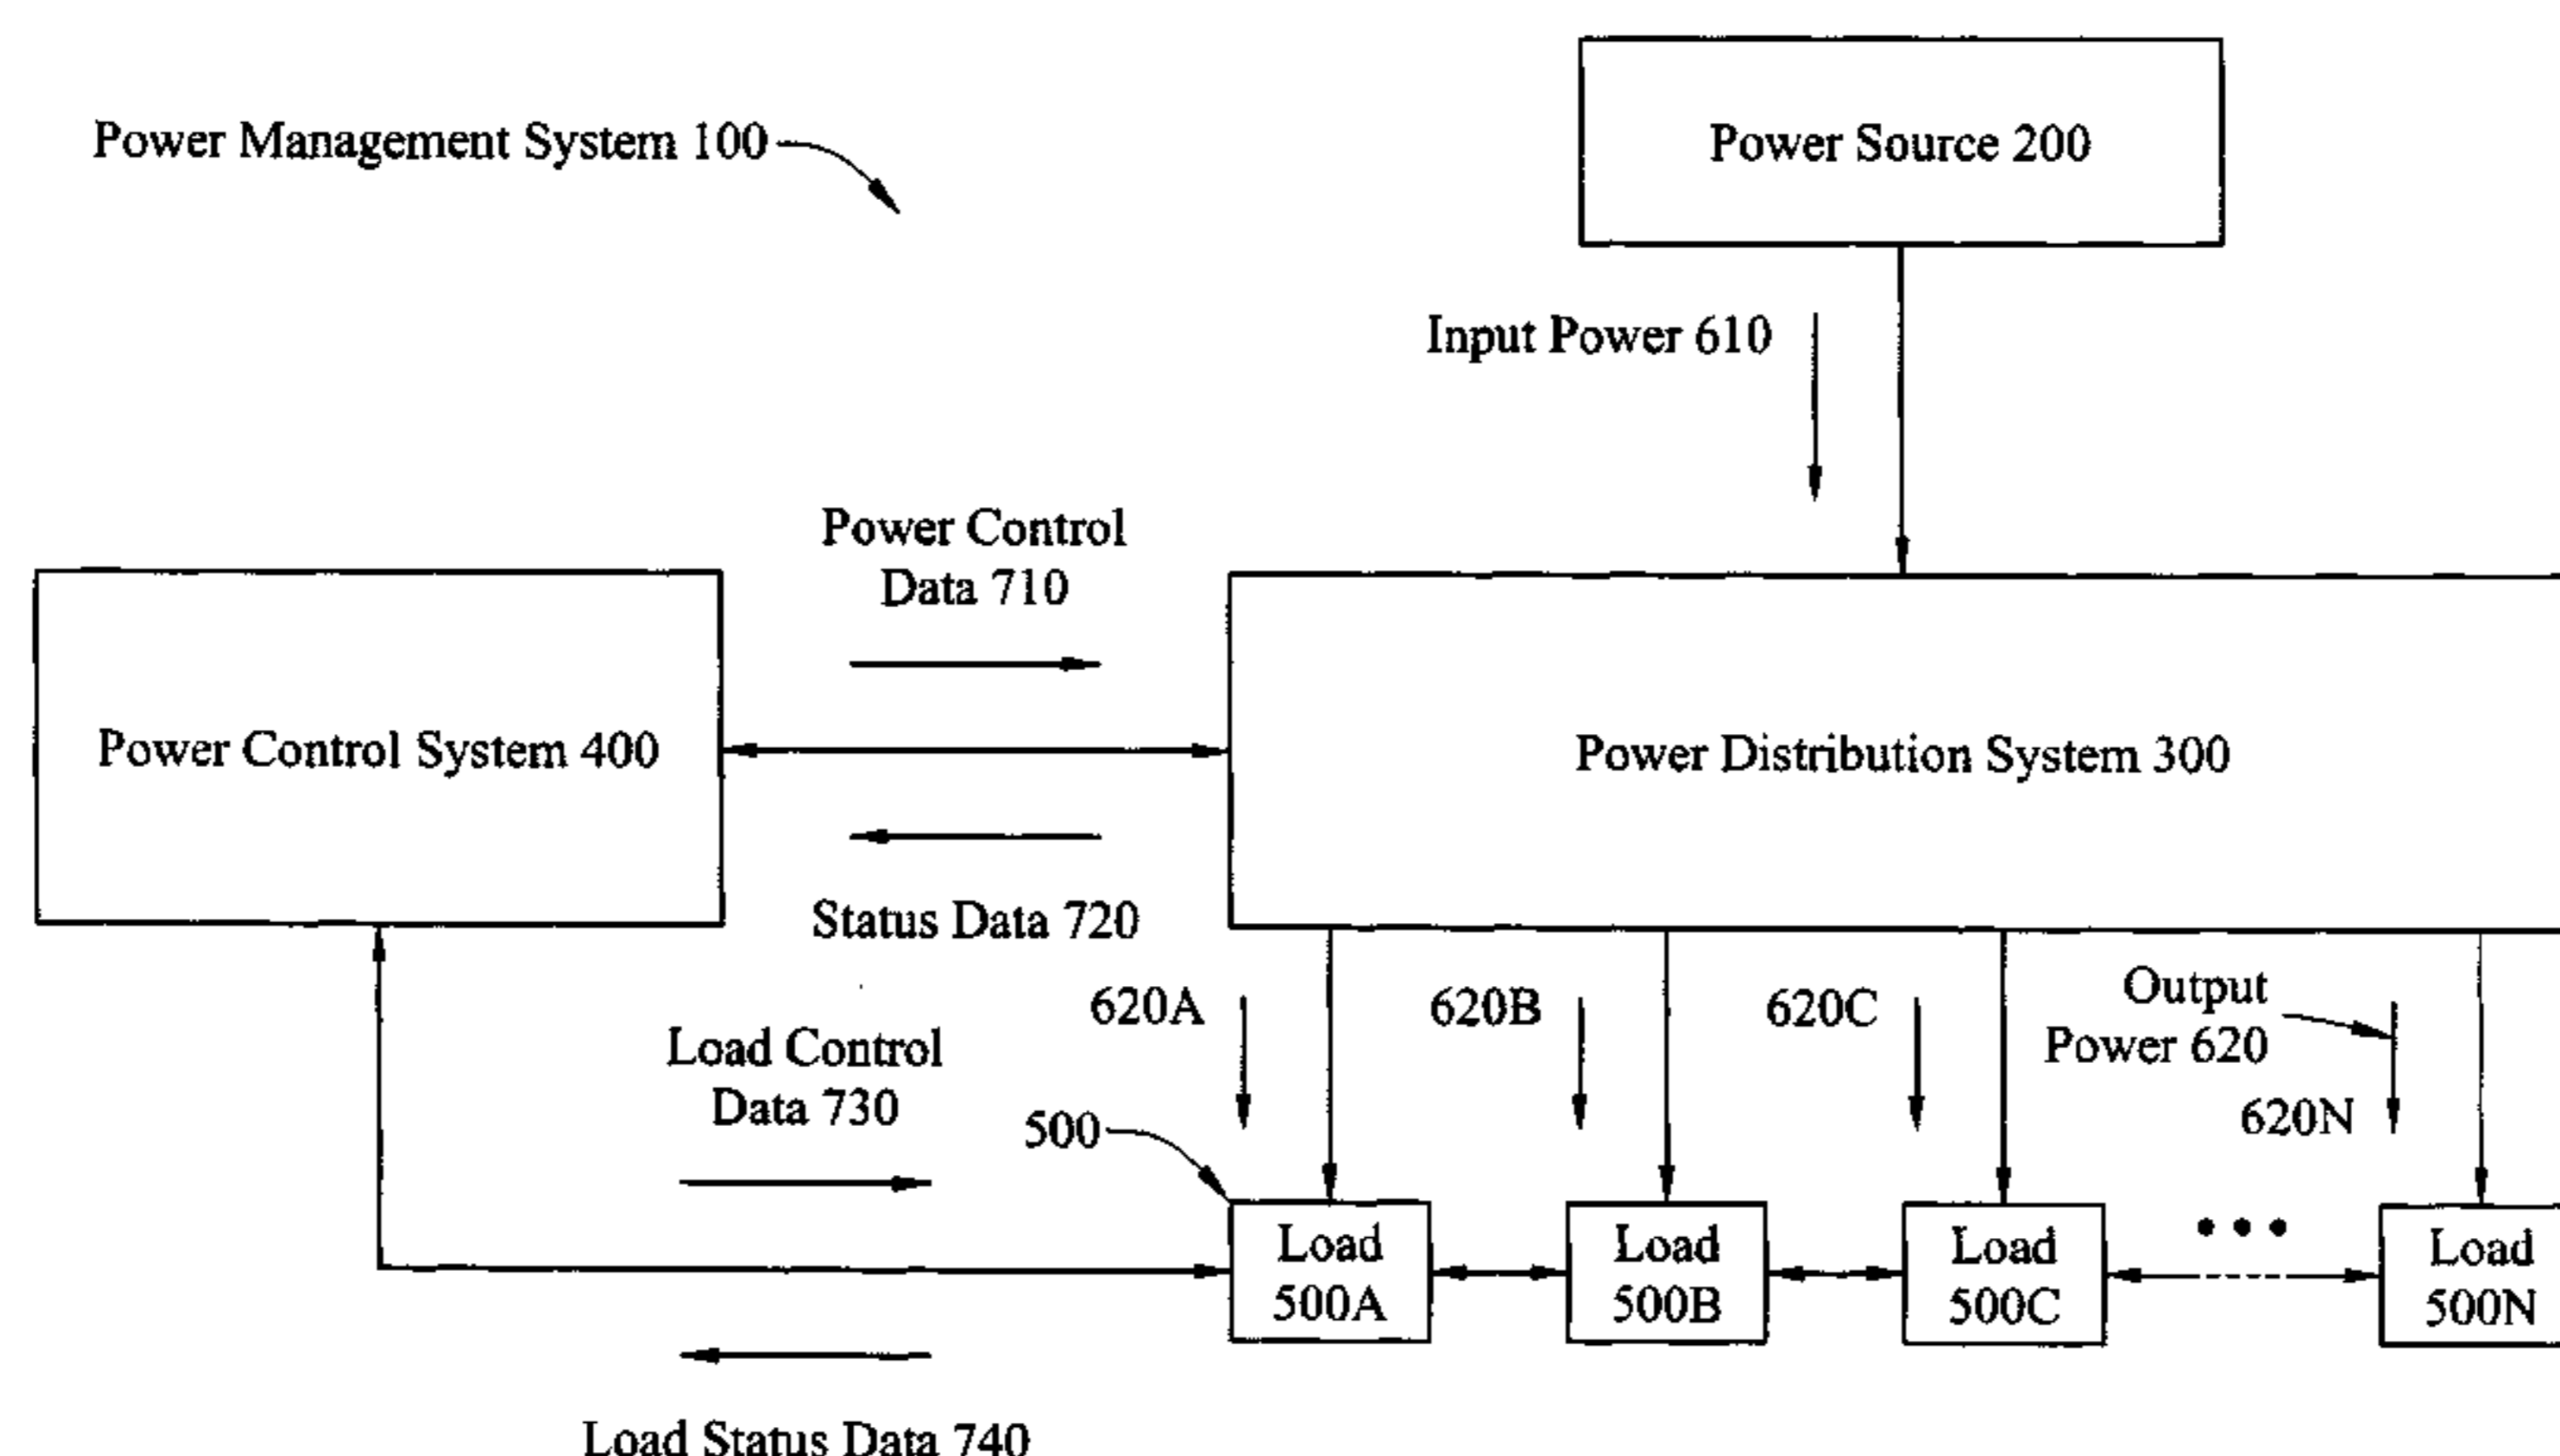 Power Management System 100
Power Source 200
Input Power 610
Power Control
Data 710
Power Control System 400
Power Distribution System 300
Status Data 720
620A
620B
620C
Output
Power 620
620N
Load Control
Data 730
500
Load
500A
Load
500B
Load
500C
Load
500N
Load Status Data 740